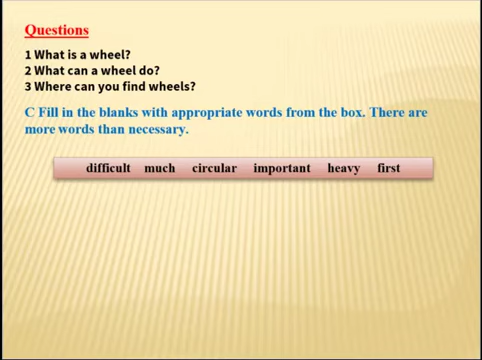 Questions
1 What is a wheel?
2 What can a wheel do?
3 Where can you find wheels?
C Fill in the blanks with appropriate words from the box. There are
more words than necessary.
difficult much circular important heavy first